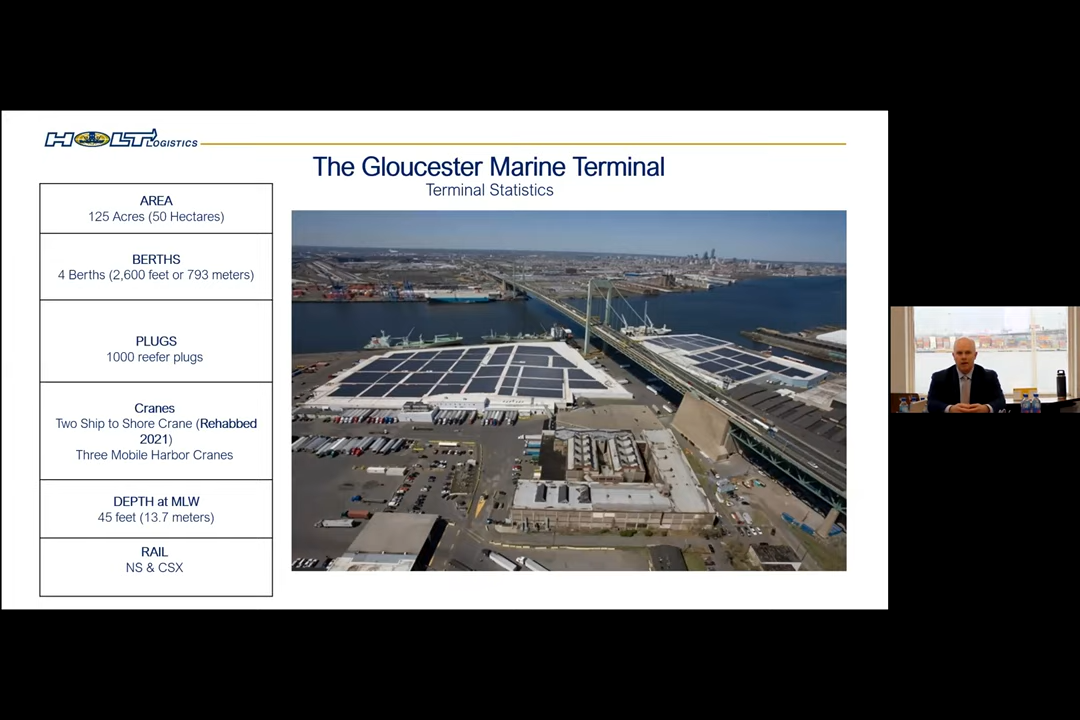 HOLT LOGISTICS
The Gloucester Marine Terminal
Terminal Statistics
AREA
125 Acres (50 Hectares)
BERTHS
4 Berths (2,600 feet or 793 meters)
PLUGS
1000 reefer plugs
Cranes
Two Ship to Shore Crane (Rehabbed
2021)
Three Mobile Harbor Cranes
DEPTH at MLW
45 feet (13.7 meters)
RAIL
NS & CSX